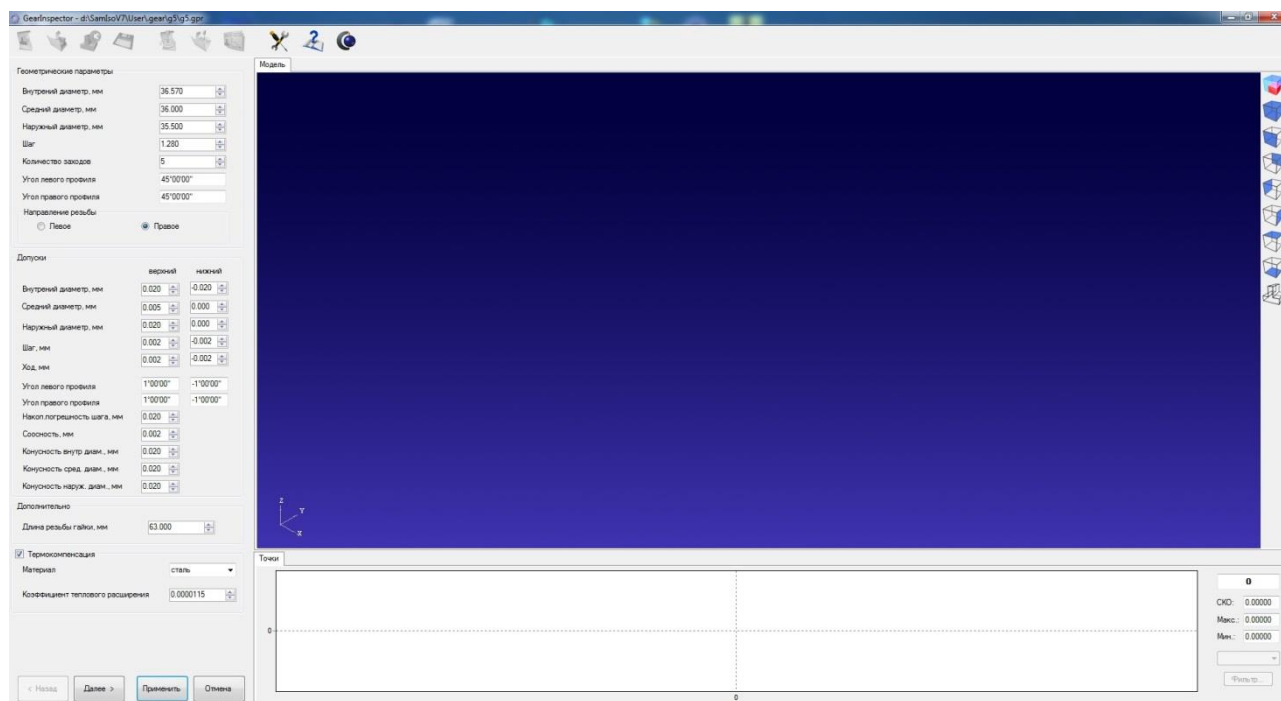 GearInspector - d:\SamIsoV7\User\.gear\g5\g5.gpr
Модель
Геометрические параметры
Внутрений диаметр, мм 36.570
Средний диаметр, мм 36.000
Наружный диаметр, мм 35.500
Шаг 1.280
Количество заходов 5
Угол левого профиля 45°00'00"
Угол правого профиля 45°00'00"
Направление резьбы
Левое Правое
Допуски
верхний нижний
Внутрений диаметр, мм 0.020 -0.020
Средний диаметр, мм 0.005 0.000
Наружный диаметр, мм 0.020 0.000
Шаг, мм 0.002 -0.002
Ход, мм 0.002 -0.002
Угол левого профиля 1°00'00" -1°00'00"
Угол правого профиля 1°00'00" -1°00'00"
Накоп.погрешность шага, мм 0.020
Соосность, мм 0.002
Конусность внутр диам., мм 0.020
Конусность сред. диам., мм 0.020
Конусность наруж. диам., мм 0.020
Дополнительно
Длина резьбы гайки, мм 63.000
Термокомпенсация
Материал сталь
Коэффициент теплового расширения 0.0000115
< Назад Далее > Применить Отмена
Z
Y
X
Точки
0
0
0
СКО: 0.00000
Макс.: 0.00000
Мин.: 0.00000
Фильтр...